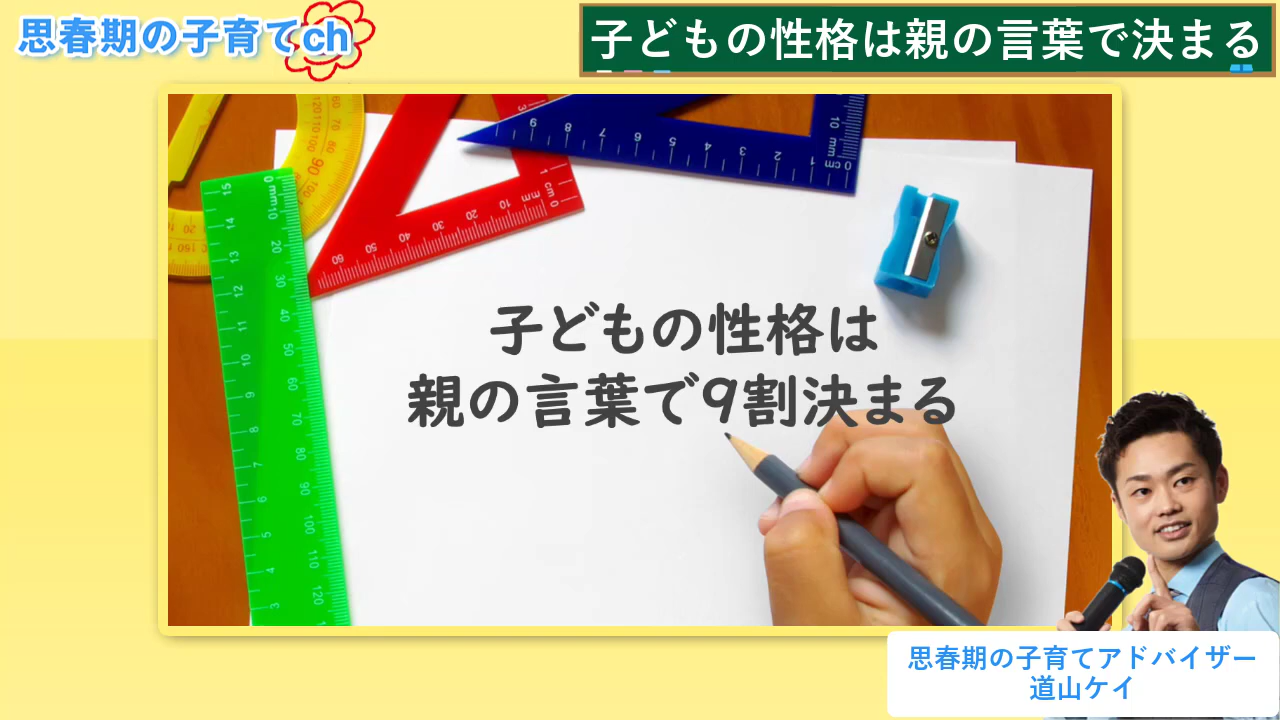 思春期の子育てch
子どもの性格は親の言葉で決まる
子どもの性格は
親の言葉で9割決まる
思春期の子育てアドバイザー
道山ケイ